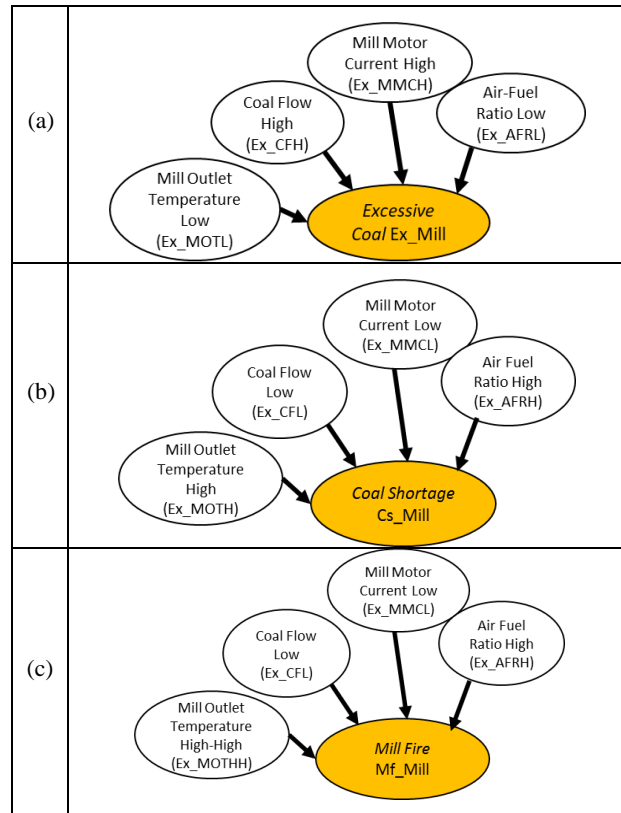 (a)
Mill Motor
Current High
(Ex_MMCH)
Coal Flow
High
(Ex_CFH)
Air-Fuel
Ratio Low
(Ex_AFRL)
Mill Outlet
Temperature
Low
(Ex_MOTL)
Excessive
Coal Ex_Mill
(b)
Mill Motor
Current Low
(Ex_MMCL)
Coal Flow
Low
(Ex_CFL)
Air Fuel
Ratio High
(Ex_AFRH)
Mill Outlet
Temperature
High
(Ex_MOTH)
Coal Shortage
Cs_Mill
(c)
Mill Motor
Current Low
(Ex_MMCL)
Coal Flow
Low
(Ex_CFL)
Air Fuel
Ratio High
(Ex_AFRH)
Mill Outlet
Temperature
High-High
(Ex_MOTHH)
Mill Fire
Mf_Mill